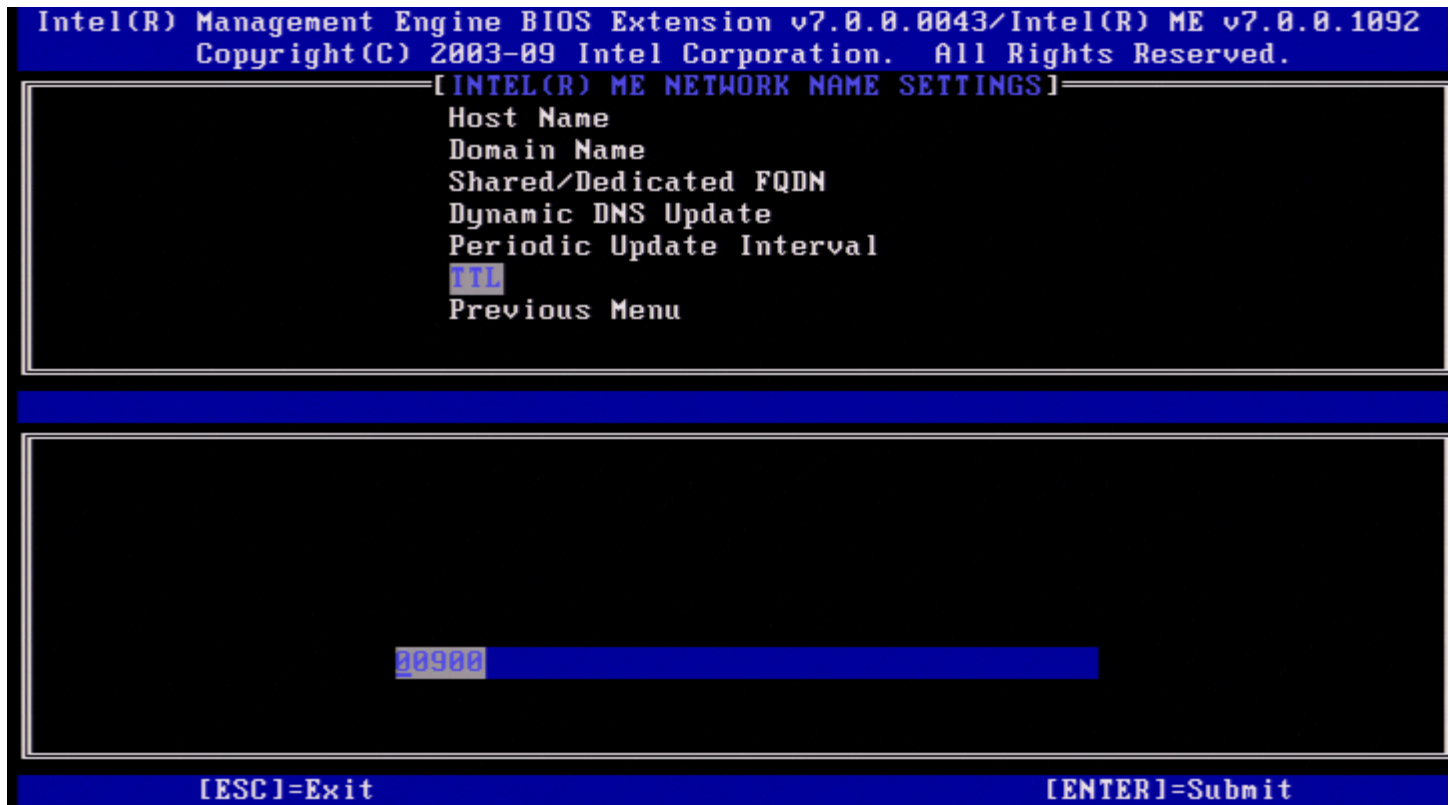 Intel(R) Management Engine BIOS Extension v7.0.0.0043/Intel(R) ME v7.0.0.1092
Copyright(C) 2003-09 Intel Corporation. All Rights Reserved.
[INTEL(R) ME NETWORK NAME SETTINGS]
Host Name
Domain Name
Shared/Dedicated FQDN
Dynamic DNS Update
Periodic Update Interval
TTL
Previous Menu
00900
[ESC]=Exit [ENTER]=Submit